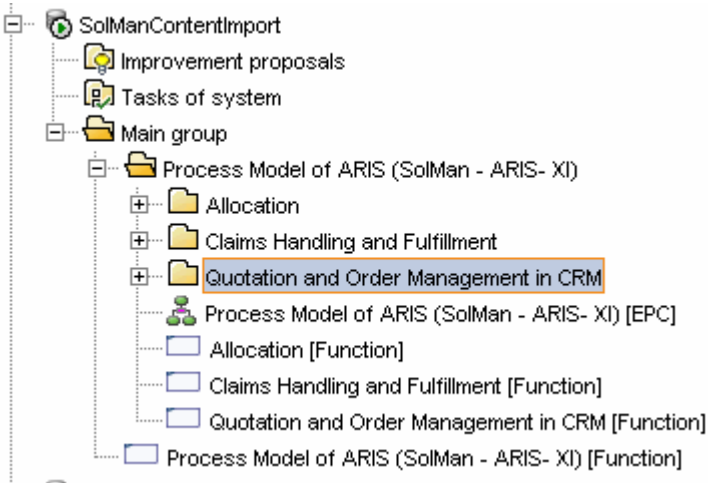 SolManContentImport
Improvement proposals
Tasks of system
Main group
Process Model of ARIS (SolMan - ARIS- XI)
Allocation
Claims Handling and Fulfillment
Quotation and Order Management in CRM
Process Model of ARIS (SolMan - ARIS- XI) [EPC]
Allocation [Function]
Claims Handling and Fulfillment [Function]
Quotation and Order Management in CRM [Function]
Process Model of ARIS (SolMan - ARIS- XI) [Function]